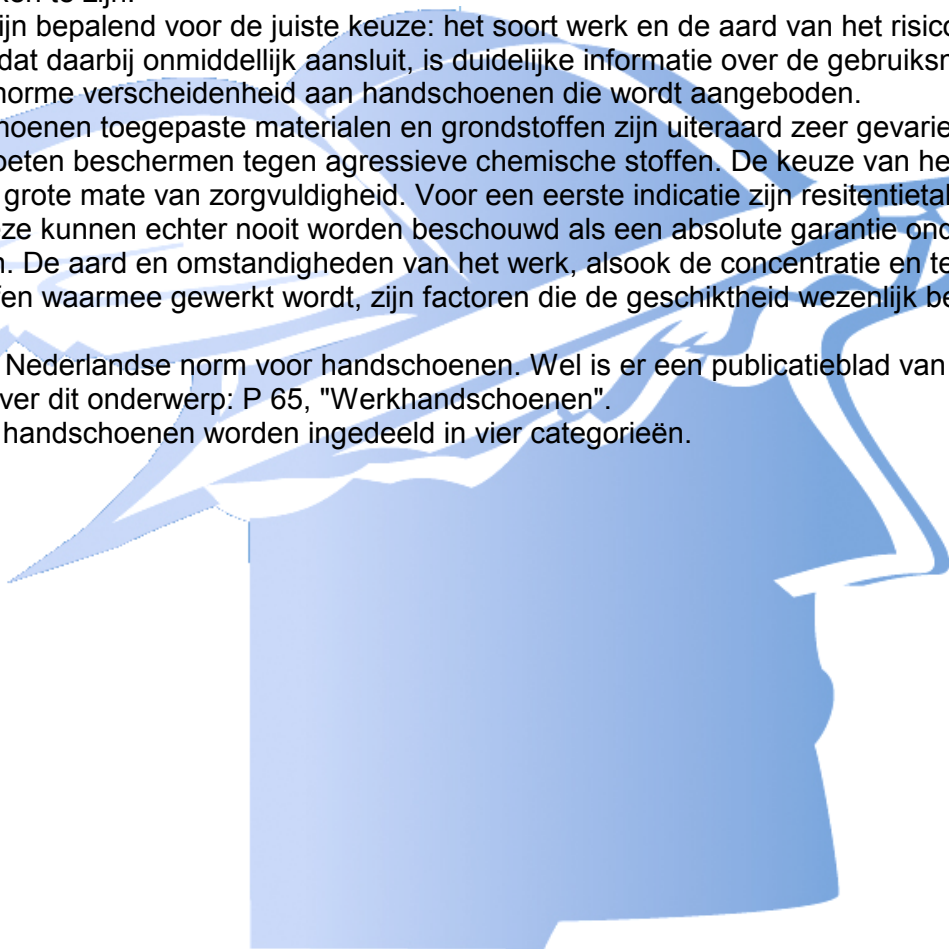 ken te zijn.
ijn bepalend voor de juiste keuze: het soort werk en de aard van het risico
dat daarbij onmiddellijk aansluit, is duidelijke informatie over de gebruiksm
norme verscheidenheid aan handschoenen die wordt aangeboden.
hoenen toegepaste materialen en grondstoffen zijn uiteraard zeer gevarie
oeten beschermen tegen agressieve chemische stoffen. De keuze van he
grote mate van zorgvuldigheid. Voor een eerste indicatie zijn resitentietal
eze kunnen echter nooit worden beschouwd als een absolute garantie ond
n. De aard en omstandigheden van het werk, alsook de concentratie en te
fen waarmee gewerkt wordt, zijn factoren die de geschiktheid wezenlijk be
Nederlandse norm voor handschoenen. Wel is er een publicatieblad van
ver dit onderwerp: P 65, "Werkhandschoenen".
handschoenen worden ingedeeld in vier categorieën.